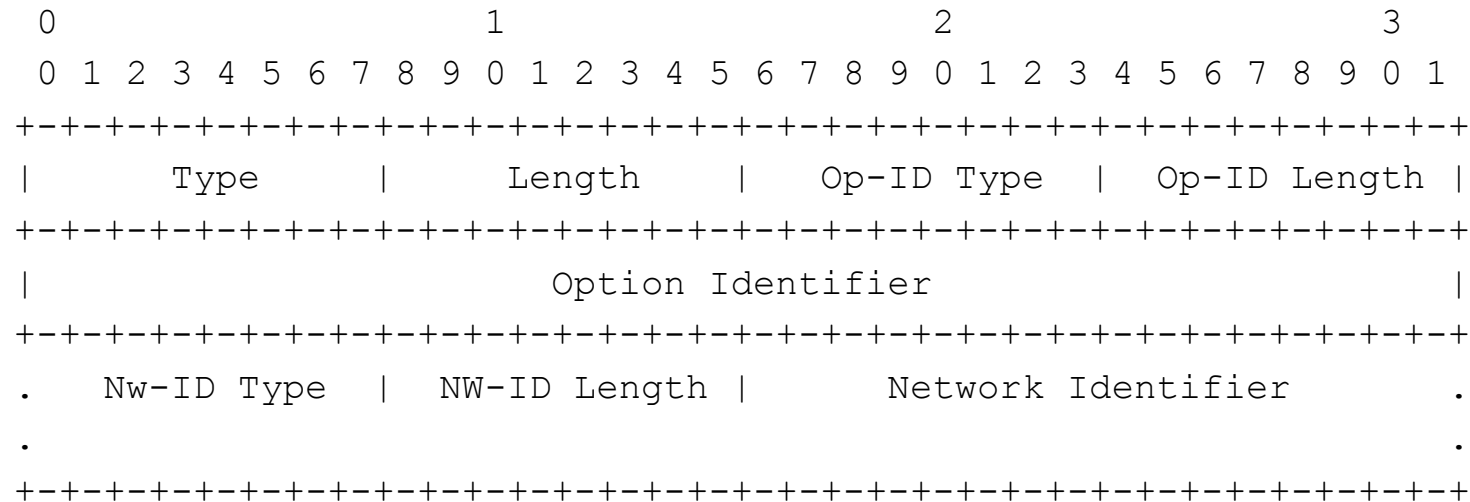 0                   1                   2                   3
 0 1 2 3 4 5 6 7 8 9 0 1 2 3 4 5 6 7 8 9 0 1 2 3 4 5 6 7 8 9 0 1
+-+-+-+-+-+-+-+-+-+-+-+-+-+-+-+-+-+-+-+-+-+-+-+-+-+-+-+-+-+-+-+-+
|      Type     |     Length    |   Op-ID Type  |  Op-ID Length |
+-+-+-+-+-+-+-+-+-+-+-+-+-+-+-+-+-+-+-+-+-+-+-+-+-+-+-+-+-+-+-+-+
|                       Option Identifier                       |
+-+-+-+-+-+-+-+-+-+-+-+-+-+-+-+-+-+-+-+-+-+-+-+-+-+-+-+-+-+-+-+-+
.   Nw-ID Type  |  NW-ID Length |      Network Identifier       .
.                                                               .
+-+-+-+-+-+-+-+-+-+-+-+-+-+-+-+-+-+-+-+-+-+-+-+-+-+-+-+-+-+-+-+-+